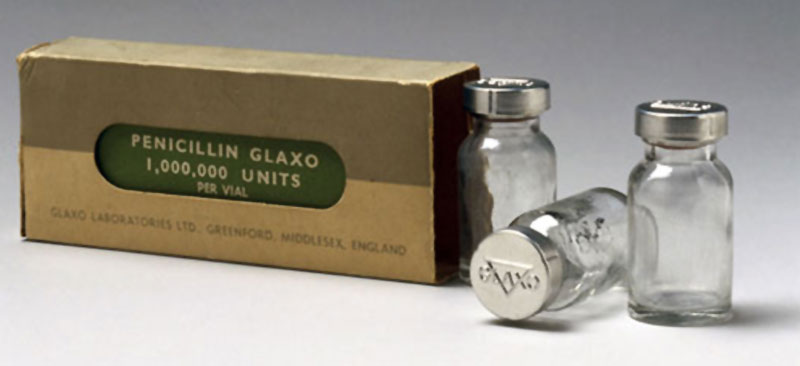 PENICILLIN GLAXO
1,000,000 UNITS
PER VIAL
GLAXO LABORATORIES LTD., GREENFORD, MIDDLESEX, ENGLAND
GLAXO